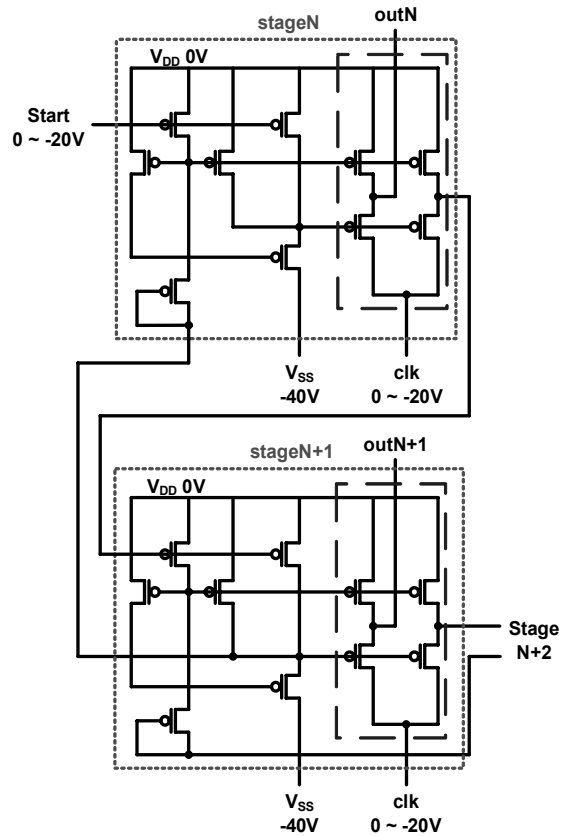 outN
stageN
VDD 0V
Start
0 ~ -20V
VSS
-40V
clk
0 ~ -20V
outN+1
stageN+1
VDD 0V
Stage
N+2
VSS
-40V
clk
0 ~ -20V